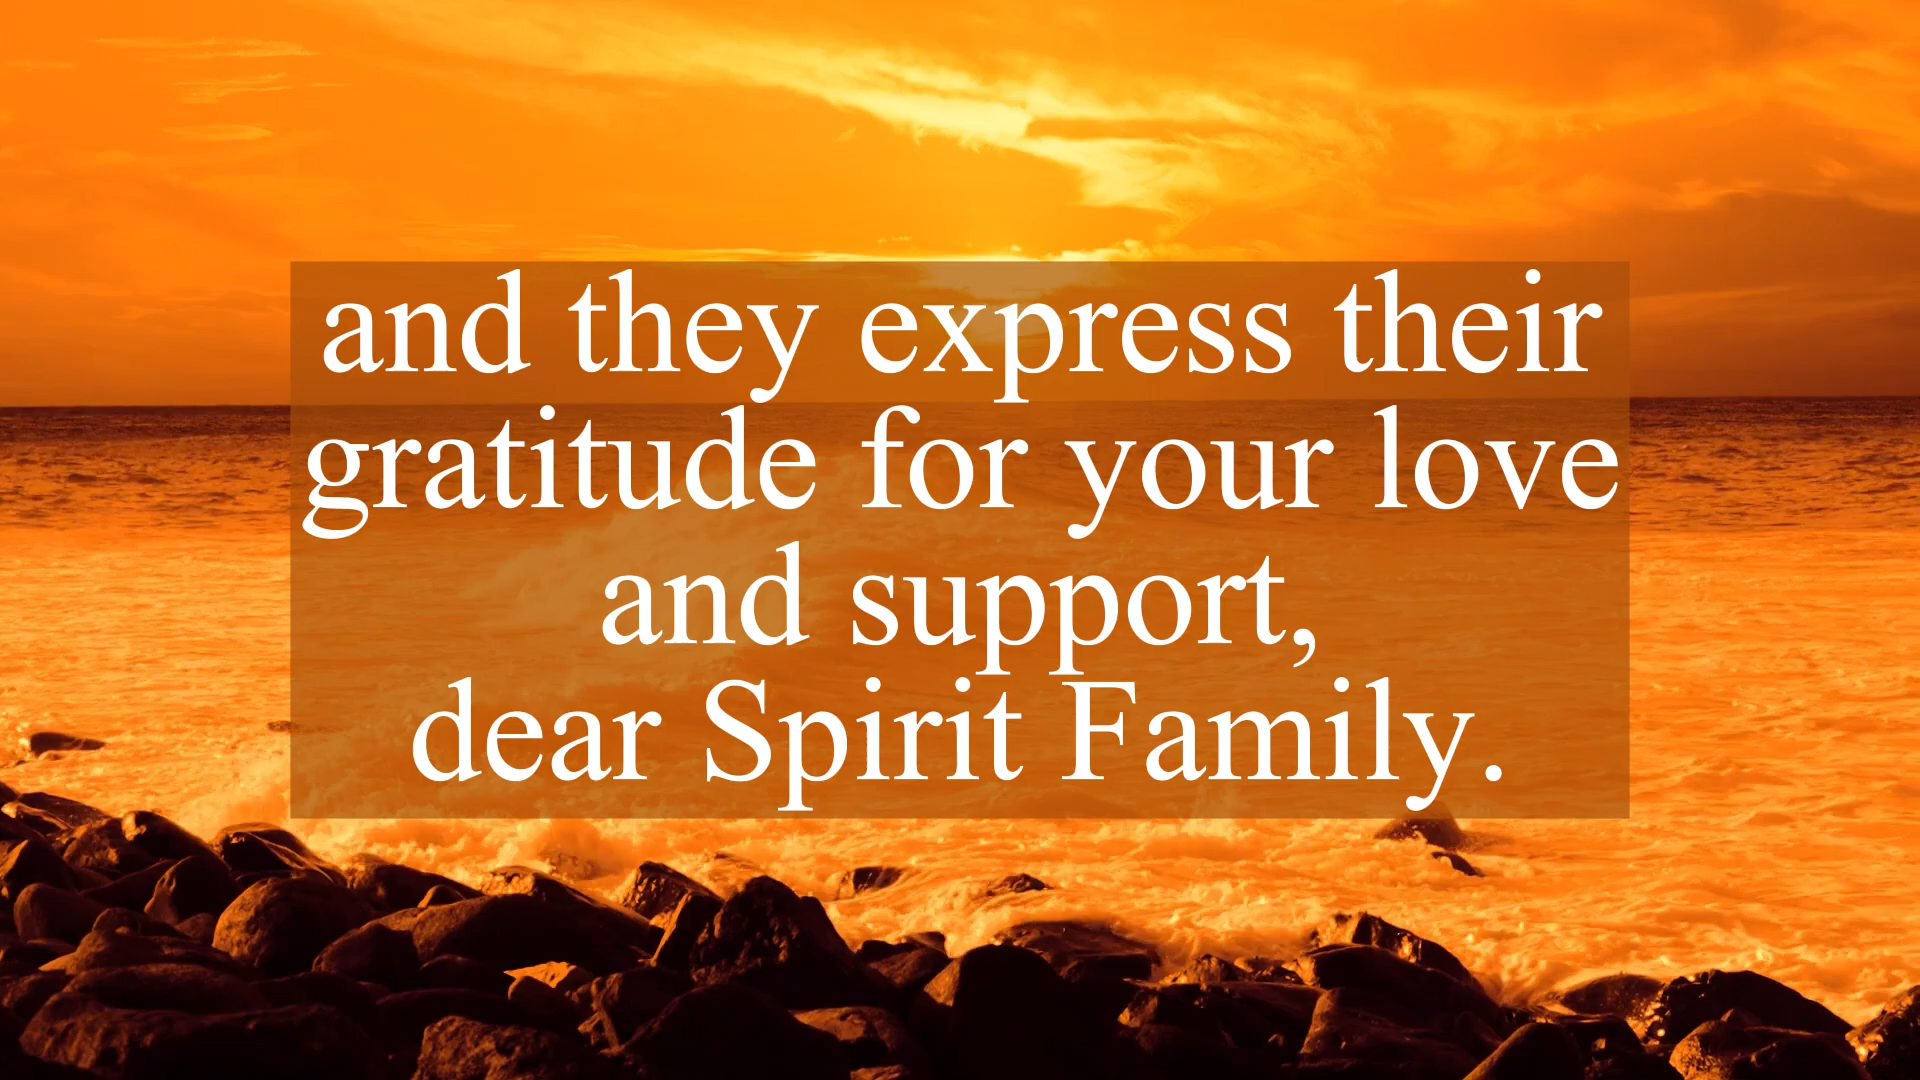 and they express their
gratitude for your love
and support,
dear Spirit Family.